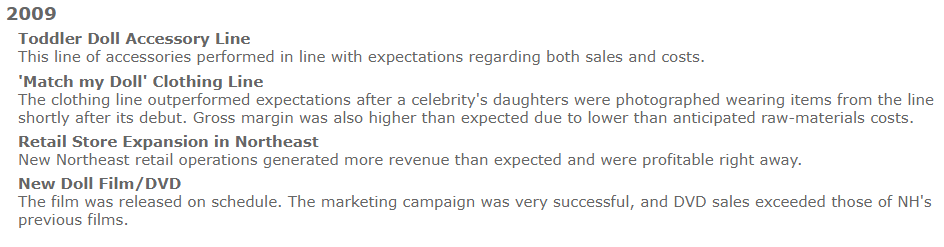 2009
Toddler Doll Accessory Line
This line of accessories performed in line with expectations regarding both sales and costs.
'Match my Doll' Clothing Line
The clothing line outperformed expectations after a celebrity's daughters were photographed wearing items from the line
shortly after its debut. Gross margin was also higher than expected due to lower than anticipated raw-materials costs.
Retail Store Expansion in Northeast
New Northeast retail operations generated more revenue than expected and were profitable right away.
New Doll Film/DVD
The film was released on schedule. The marketing campaign was very successful, and DVD sales exceeded those of NH's
previous films.